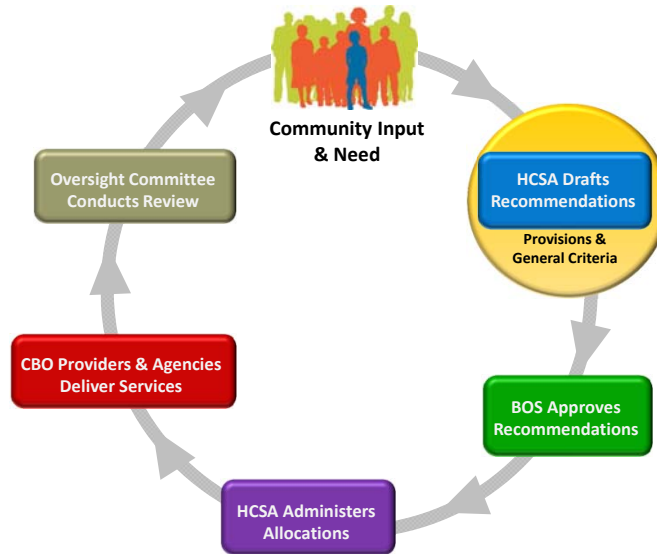 Community Input
& Need
HCSA Drafts
Recommendations
Provisions &
General Criteria
BOS Approves
Recommendations
HCSA Administers
Allocations
CBO Providers & Agencies
Deliver Services
Oversight Committee
Conducts Review